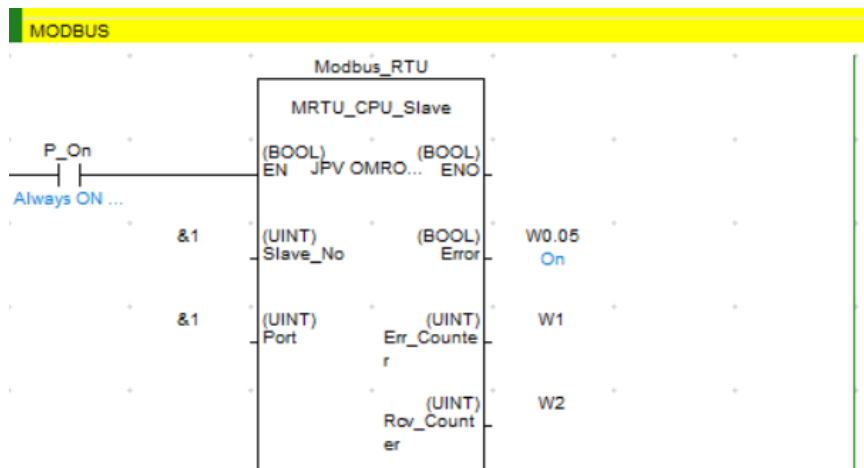 MODBUS
Modbus_RTU
MRTU_CPU_Slave
P_On
(BOOL) (BOOL)
EN JPV OMRO... ENO
Always ON ...
&1 (UINT) (BOOL) W0.05
Slave_No Error On
&1 (UINT) (UINT) W1
Port Err_Counte
r
(UINT) W2
Rcv_Count
er